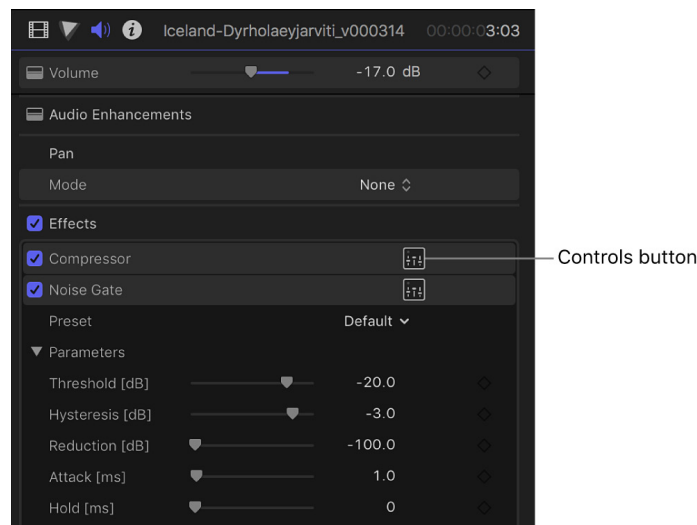 Iceland-Dyrholaeyjarviti_v000314 00:00:03:03
Volume -17.0 dB
Audio Enhancements
Pan
Mode None
Effects
Compressor
Controls button
Noise Gate
Preset Default
Parameters
Threshold [dB] -20.0
Hysteresis [dB] -3.0
Reduction [dB] -100.0
Attack [ms] 1.0
Hold [ms] 0